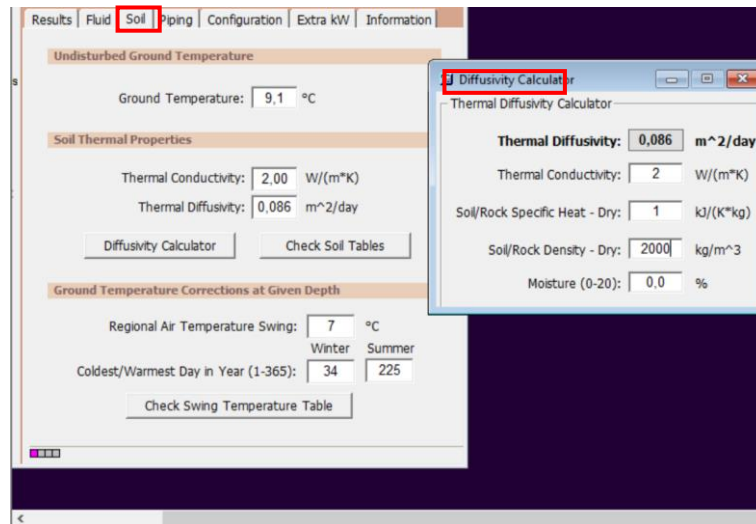 Results Fluid Soil Piping Configuration Extra kW Information
Undisturbed Ground Temperature
s
Ground Temperature: 9,1 °C
Soil Thermal Properties
Thermal Conductivity: 2,00 W/(m*K)
Thermal Diffusivity: 0,086 m^2/day
Diffusivity Calculator Check Soil Tables
Ground Temperature Corrections at Given Depth
Regional Air Temperature Swing: 7 °C
Winter Summer
Coldest/Warmest Day in Year (1-365): 34 225
Check Swing Temperature Table
Diffusivity Calculator
Thermal Diffusivity Calculator
Thermal Diffusivity: 0,086 m^2/day
Thermal Conductivity: 2 W/(m*K)
Soil/Rock Specific Heat - Dry: 1 kJ/(K*kg)
Soil/Rock Density - Dry: 2000 kg/m^3
Moisture (0-20): 0,0 %